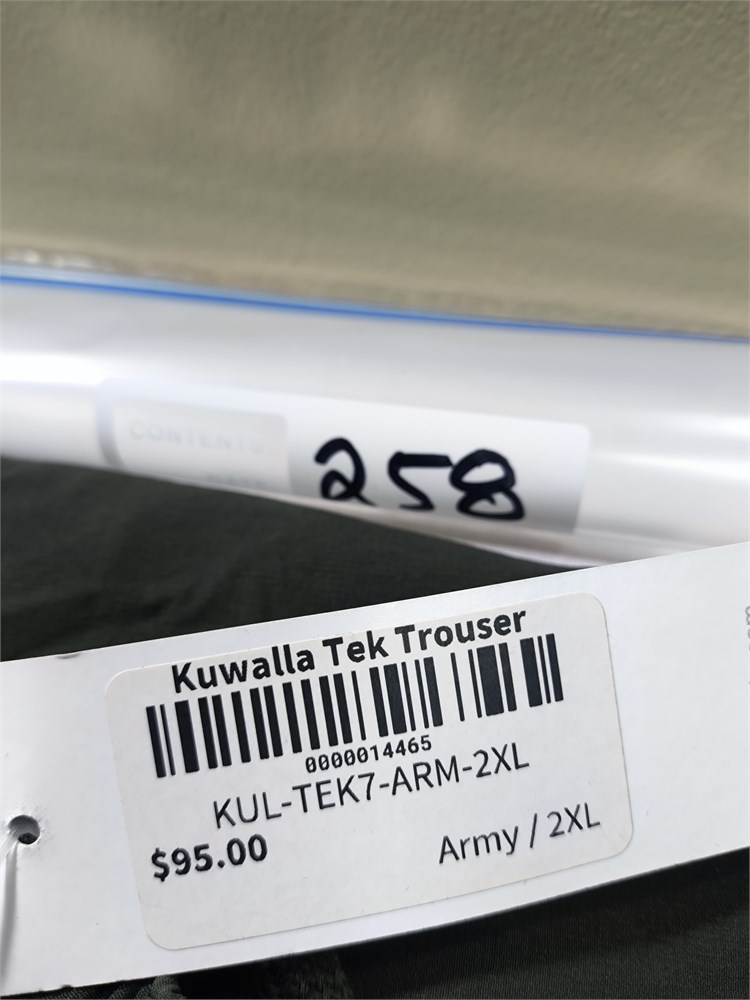 CONTENTS
258
Kuwalla Tek Trouser
0000014465
KUL-TEK7-ARM-2XL
$95.00
Army / 2XL